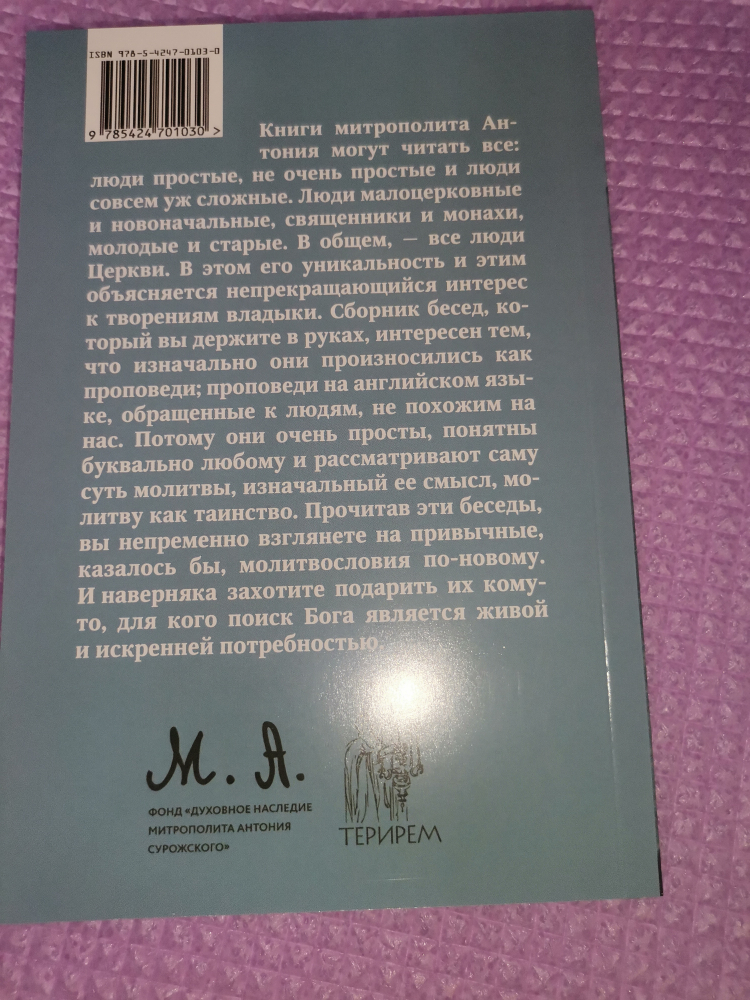 ISBN 978-5-4247-0103-0
9 785424 701030 >
Книги митрополита Ан-
тония могут читать все:
люди простые, не очень простые и люди
совсем уж сложные. Люди малоцерковные
и новоначальные, священники и монахи,
молодые и старые. В общем, — все люди
Церкви. В этом его уникальность и этим
объясняется непрекращающийся интерес
к творениям владыки. Сборник бесед, ко-
торый вы держите в руках, интересен тем,
что изначально они произносились как
проповеди; проповеди на английском язы-
ке, обращенные к людям, не похожим на
нас. Потому они очень просты, понятны
буквально любому и рассматривают саму
суть молитвы, изначальный ее смысл, мо-
литву как таинство. Прочитав эти беседы,
вы непременно взглянете на привычные,
казалось бы, молитвословия по-новому.
И наверняка захотите подарить их кому-
то, для кого поиск Бога является живой
и искренней потребностью.
М. А.
ФОНД «ДУХОВНОЕ НАСЛЕДИЕ
МИТРОПОЛИТА АНТОНИЯ
СУРОЖСКОГО»
ТЕРИРЕМ